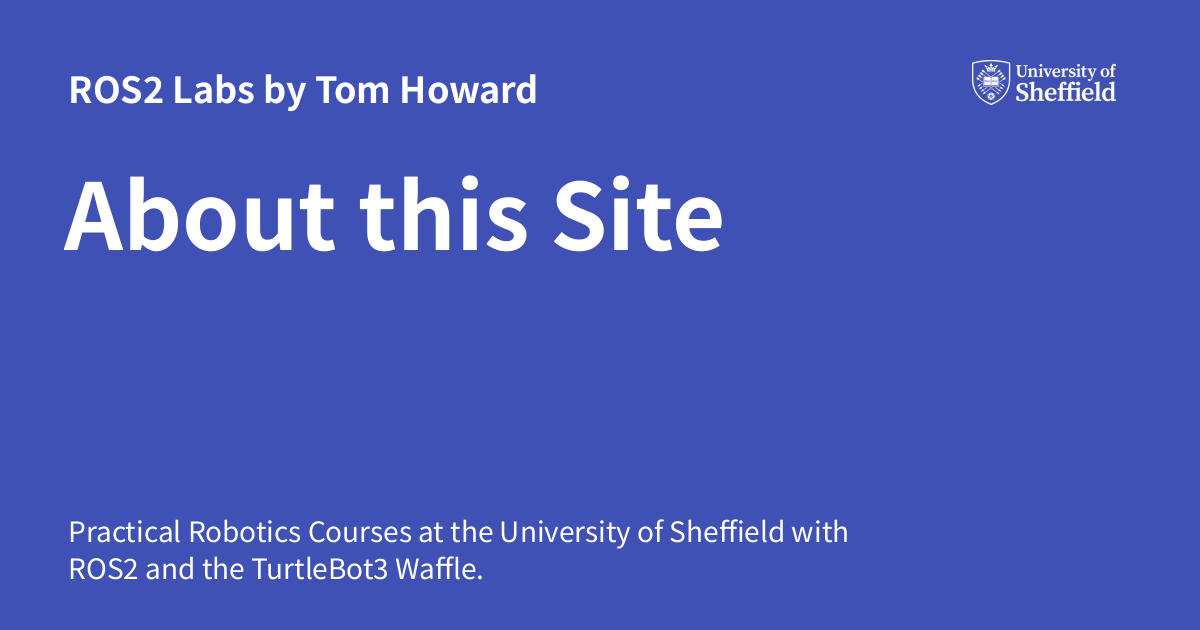 ROS2 Labs by Tom Howard
University of
Sheffield
About this Site
Practical Robotics Courses at the University of Sheffield with
ROS2 and the TurtleBot3 Waffle.